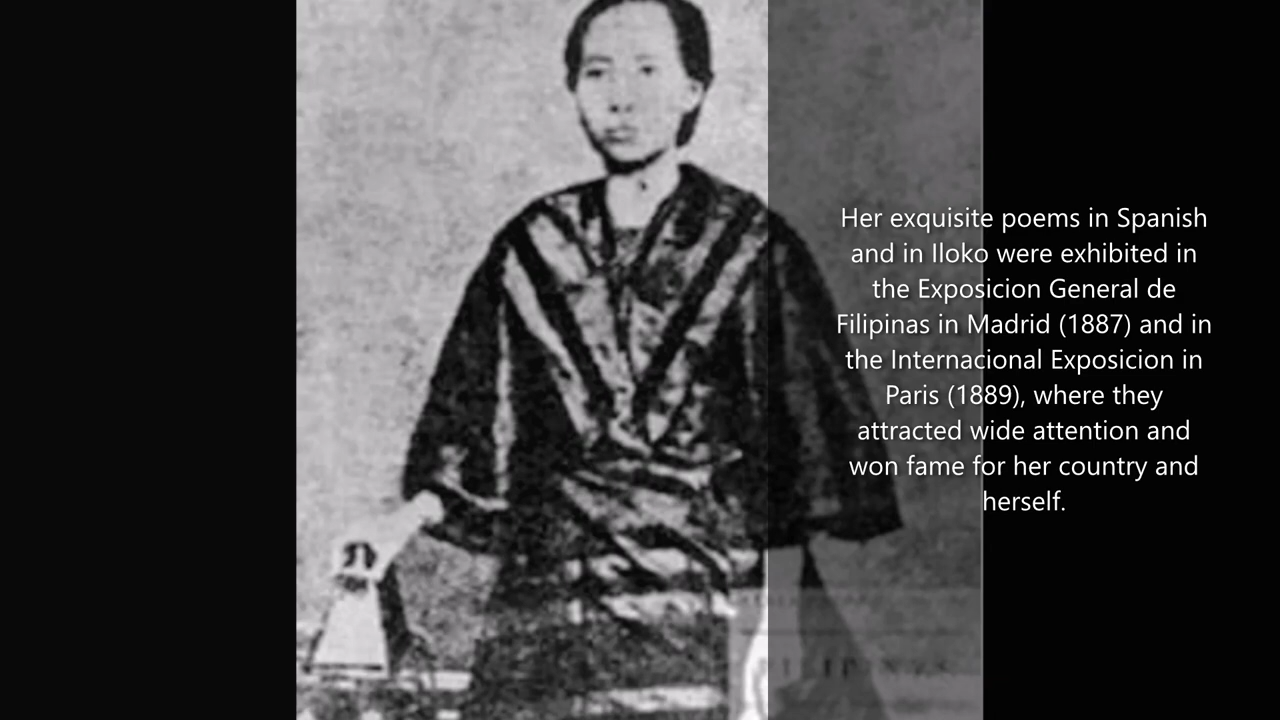 Her exquisite poems in Spanish
and in Iloko were exhibited in
the Exposicion General de
Filipinas in Madrid (1887) and in
the Internacional Exposicion in
Paris (1889), where they
attracted wide attention and
won fame for her country and
herself.
FILIPINAS